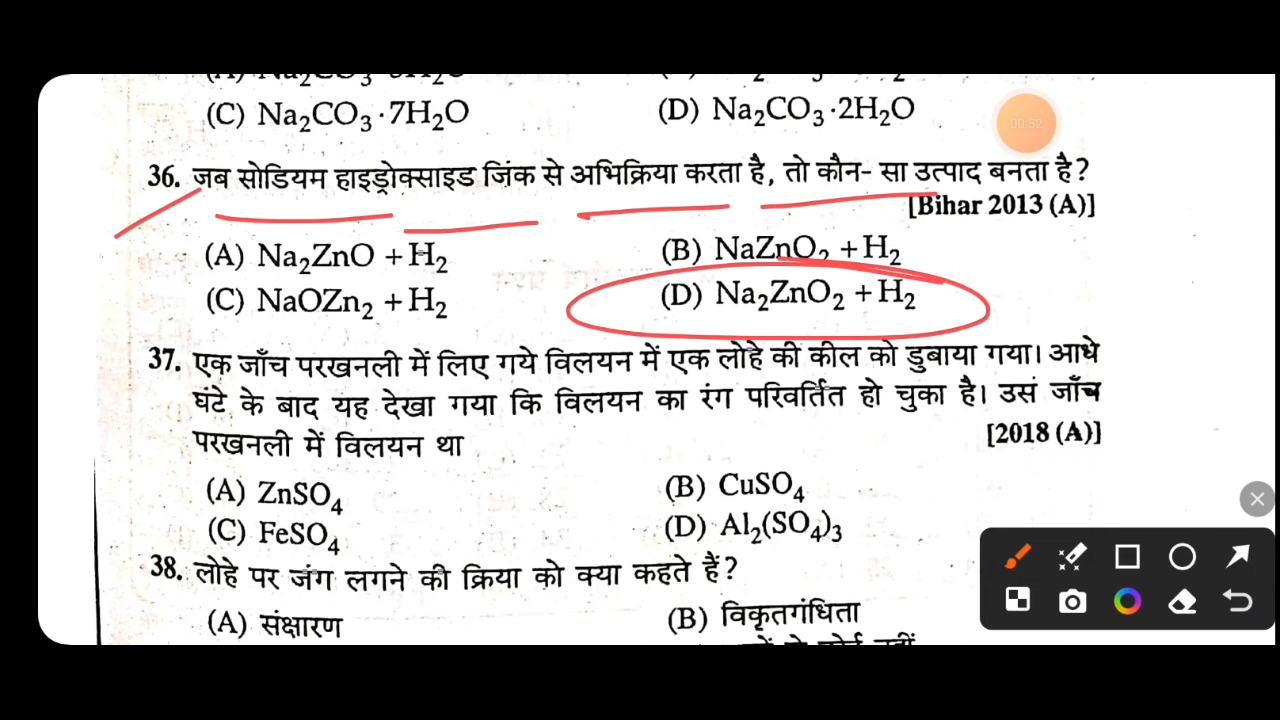 (C) Na₂CO₃·7H₂O (D) Na₂CO₃·2H₂O
00:52
36. जब सोडियम हाइड्रोक्साइड जिंक से अभिक्रिया करता है, तो कौन- सा उत्पाद बनता है?
[Bihar 2013 (A)]
(A) Na₂ZnO + H₂ (B) NaZnO₂ + H₂
(C) NaOZn₂ + H₂ (D) Na₂ZnO₂ + H₂
37. एक जाँच परखनली में लिए गये विलयन में एक लोहे की कील को डुबाया गया। आधे
घंटे के बाद यह देखा गया कि विलयन का रंग परिवर्तित हो चुका है। उस जाँच
परखनली में विलयन था [2018 (A)]
(A) ZnSO₄ (B) CuSO₄
(C) FeSO₄ (D) Al₂(SO₄)₃
38. लोहे पर जंग लगने की क्रिया को क्या कहते हैं?
(A) संक्षारण (B) विकृतगंधिता